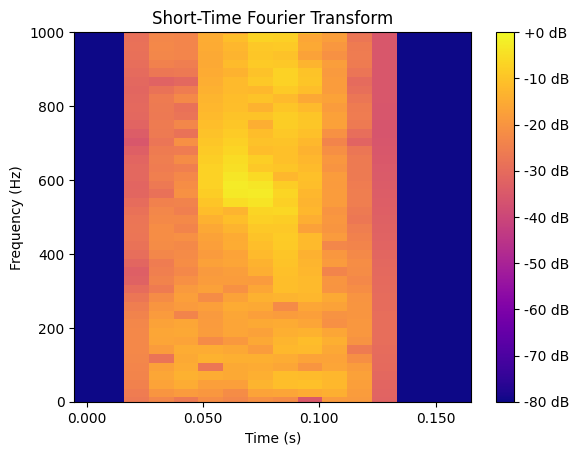 Short-Time Fourier Transform
1000
800
600
400
200
0
Frequency (Hz)
0.000
0.050
0.100
0.150
Time (s)
+0 dB
-10 dB
-20 dB
-30 dB
-40 dB
-50 dB
-60 dB
-70 dB
-80 dB